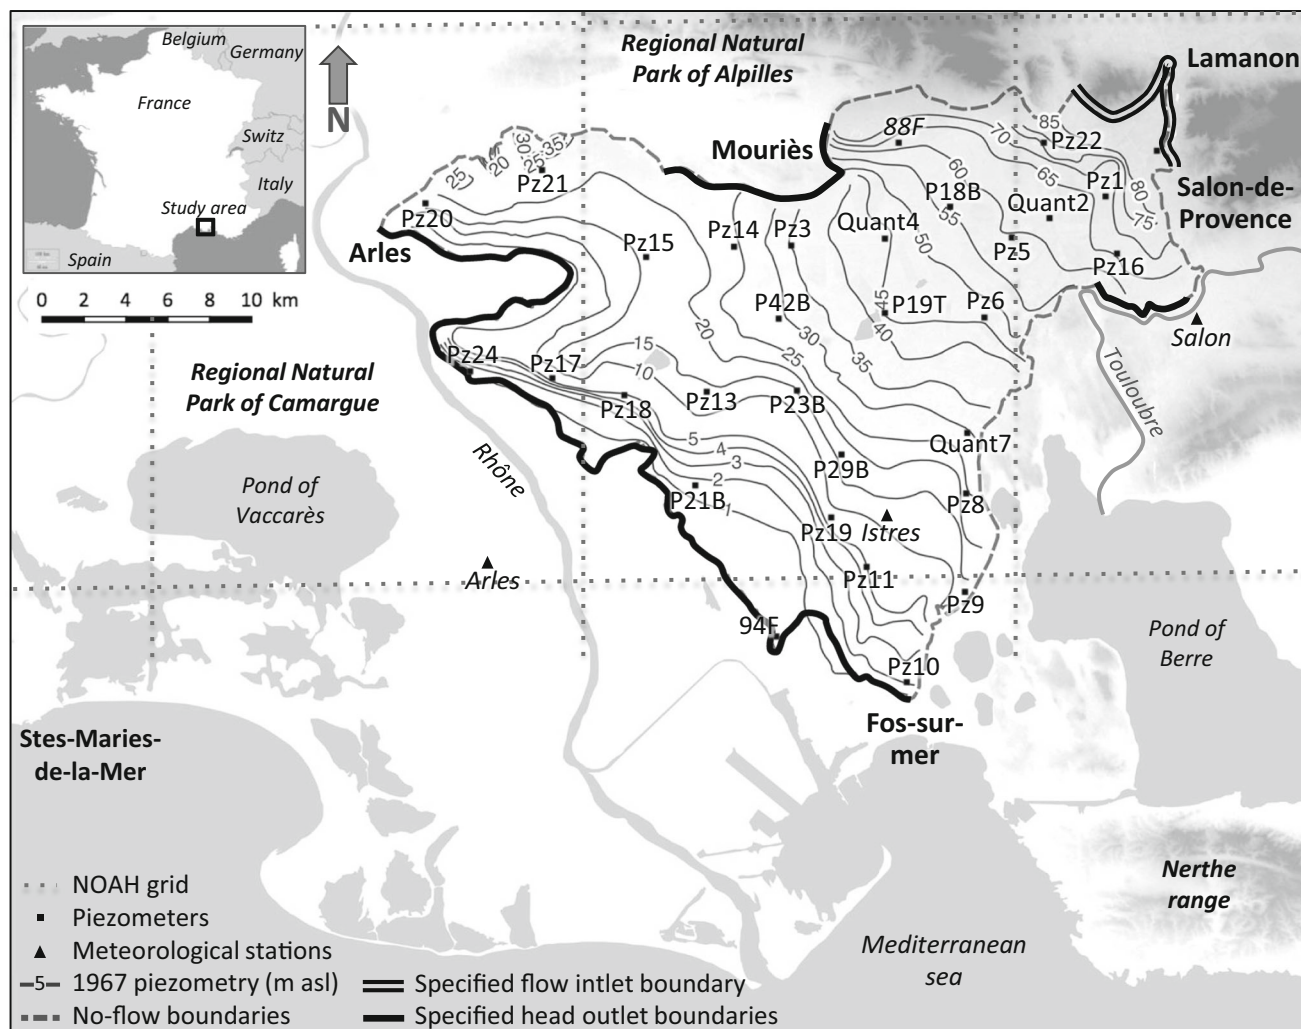 Belgium
Germany
France
Switz
Italy
Study area
Spain
N
0 2 4 6 8 10 km
Regional Natural
Park of Alpilles
Lamanon
Mouriès
88F
70
85
Pz22
25
20
30
25
35
Pz21
60
65
Pz1
80
75
Salon-de-
Provence
Pz20
Arles
P18B
55
Quant2
Pz15
Pz14
Pz3
Quant4
50
Pz5
Pz16
P42B
45
P19T
Pz6
Salon
20
30
40
Touloubre
Pz24
Pz17
15
10
25
35
Regional Natural
Park of Camargue
Pz18
Pz13
P23B
Quant7
5
4
3
2
1
Rhône
P29B
Pond of
Vaccarès
P21B
Pz8
Pz19
Istres
Arles
Pz11
Pz9
94F
Pond of
Berre
Pz10
Fos-sur-
mer
Stes-Maries-
de-la-Mer
Nerthe
range
Mediterranean
sea
NOAH grid
Piezometers
Meteorological stations
5 1967 piezometry (m asl)
No-flow boundaries
Specified flow intlet boundary
Specified head outlet boundaries